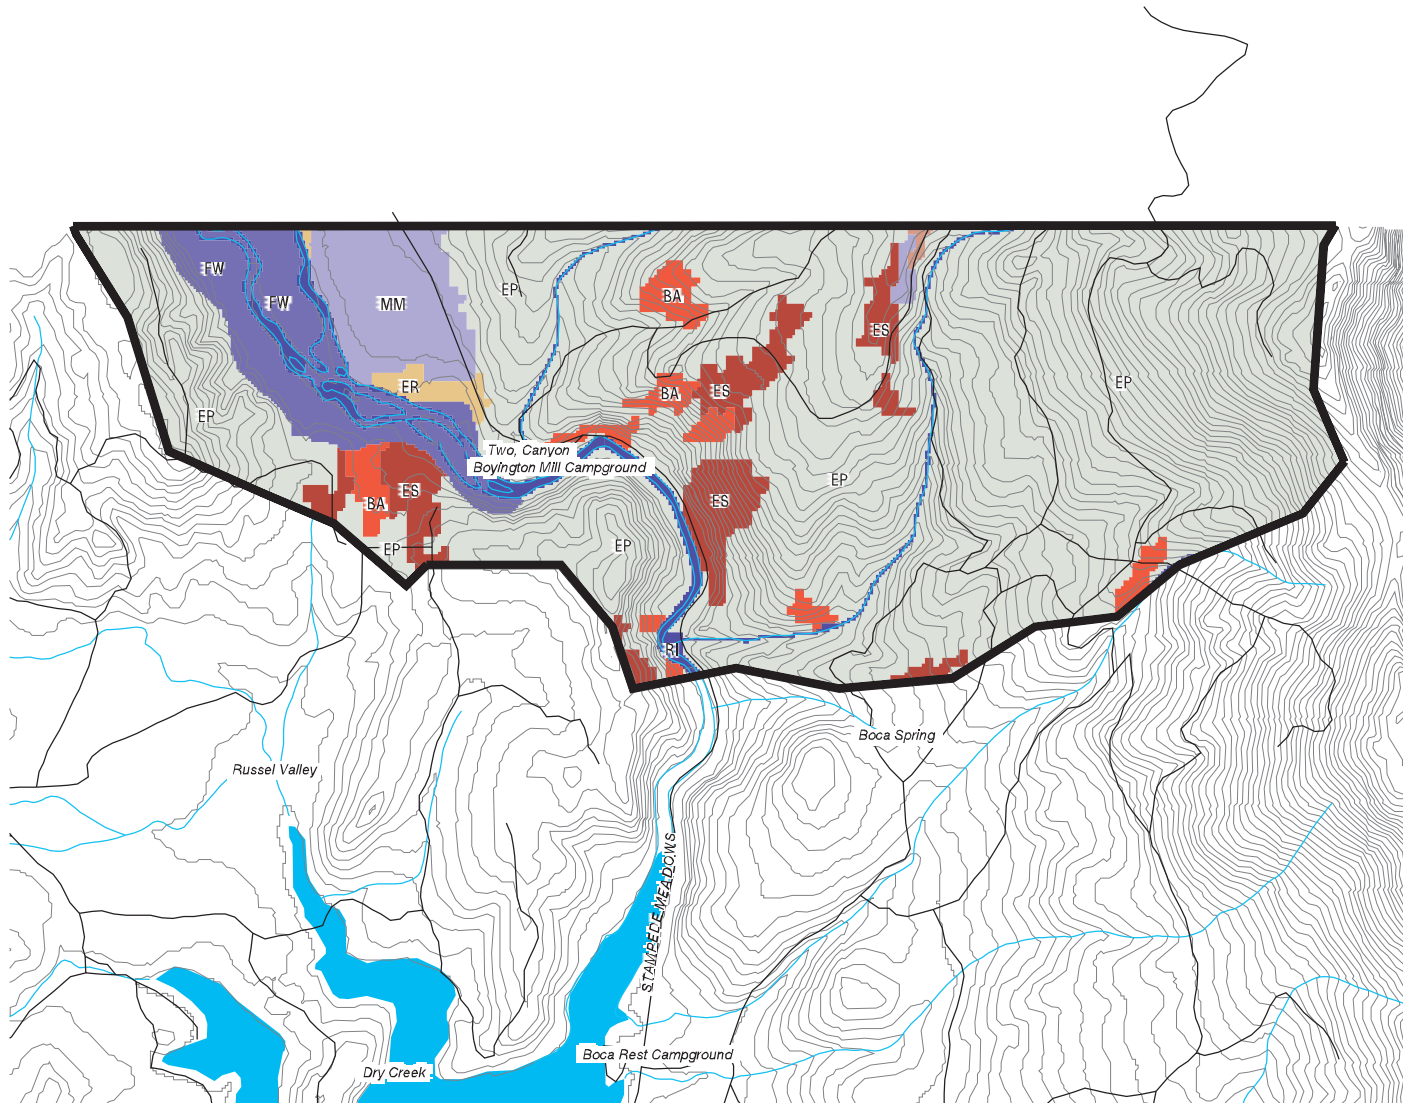 FW
FW
MM
EP
BA
ES
ER
BA
ES
EP
EP
Two, Canyon
Boyington Mill Campground
EP
BA
ES
ES
EP
EP
RI
Boca Spring
Russel Valley
STAMPEDE MEADOWS
Boca Rest Campground
Dry Creek